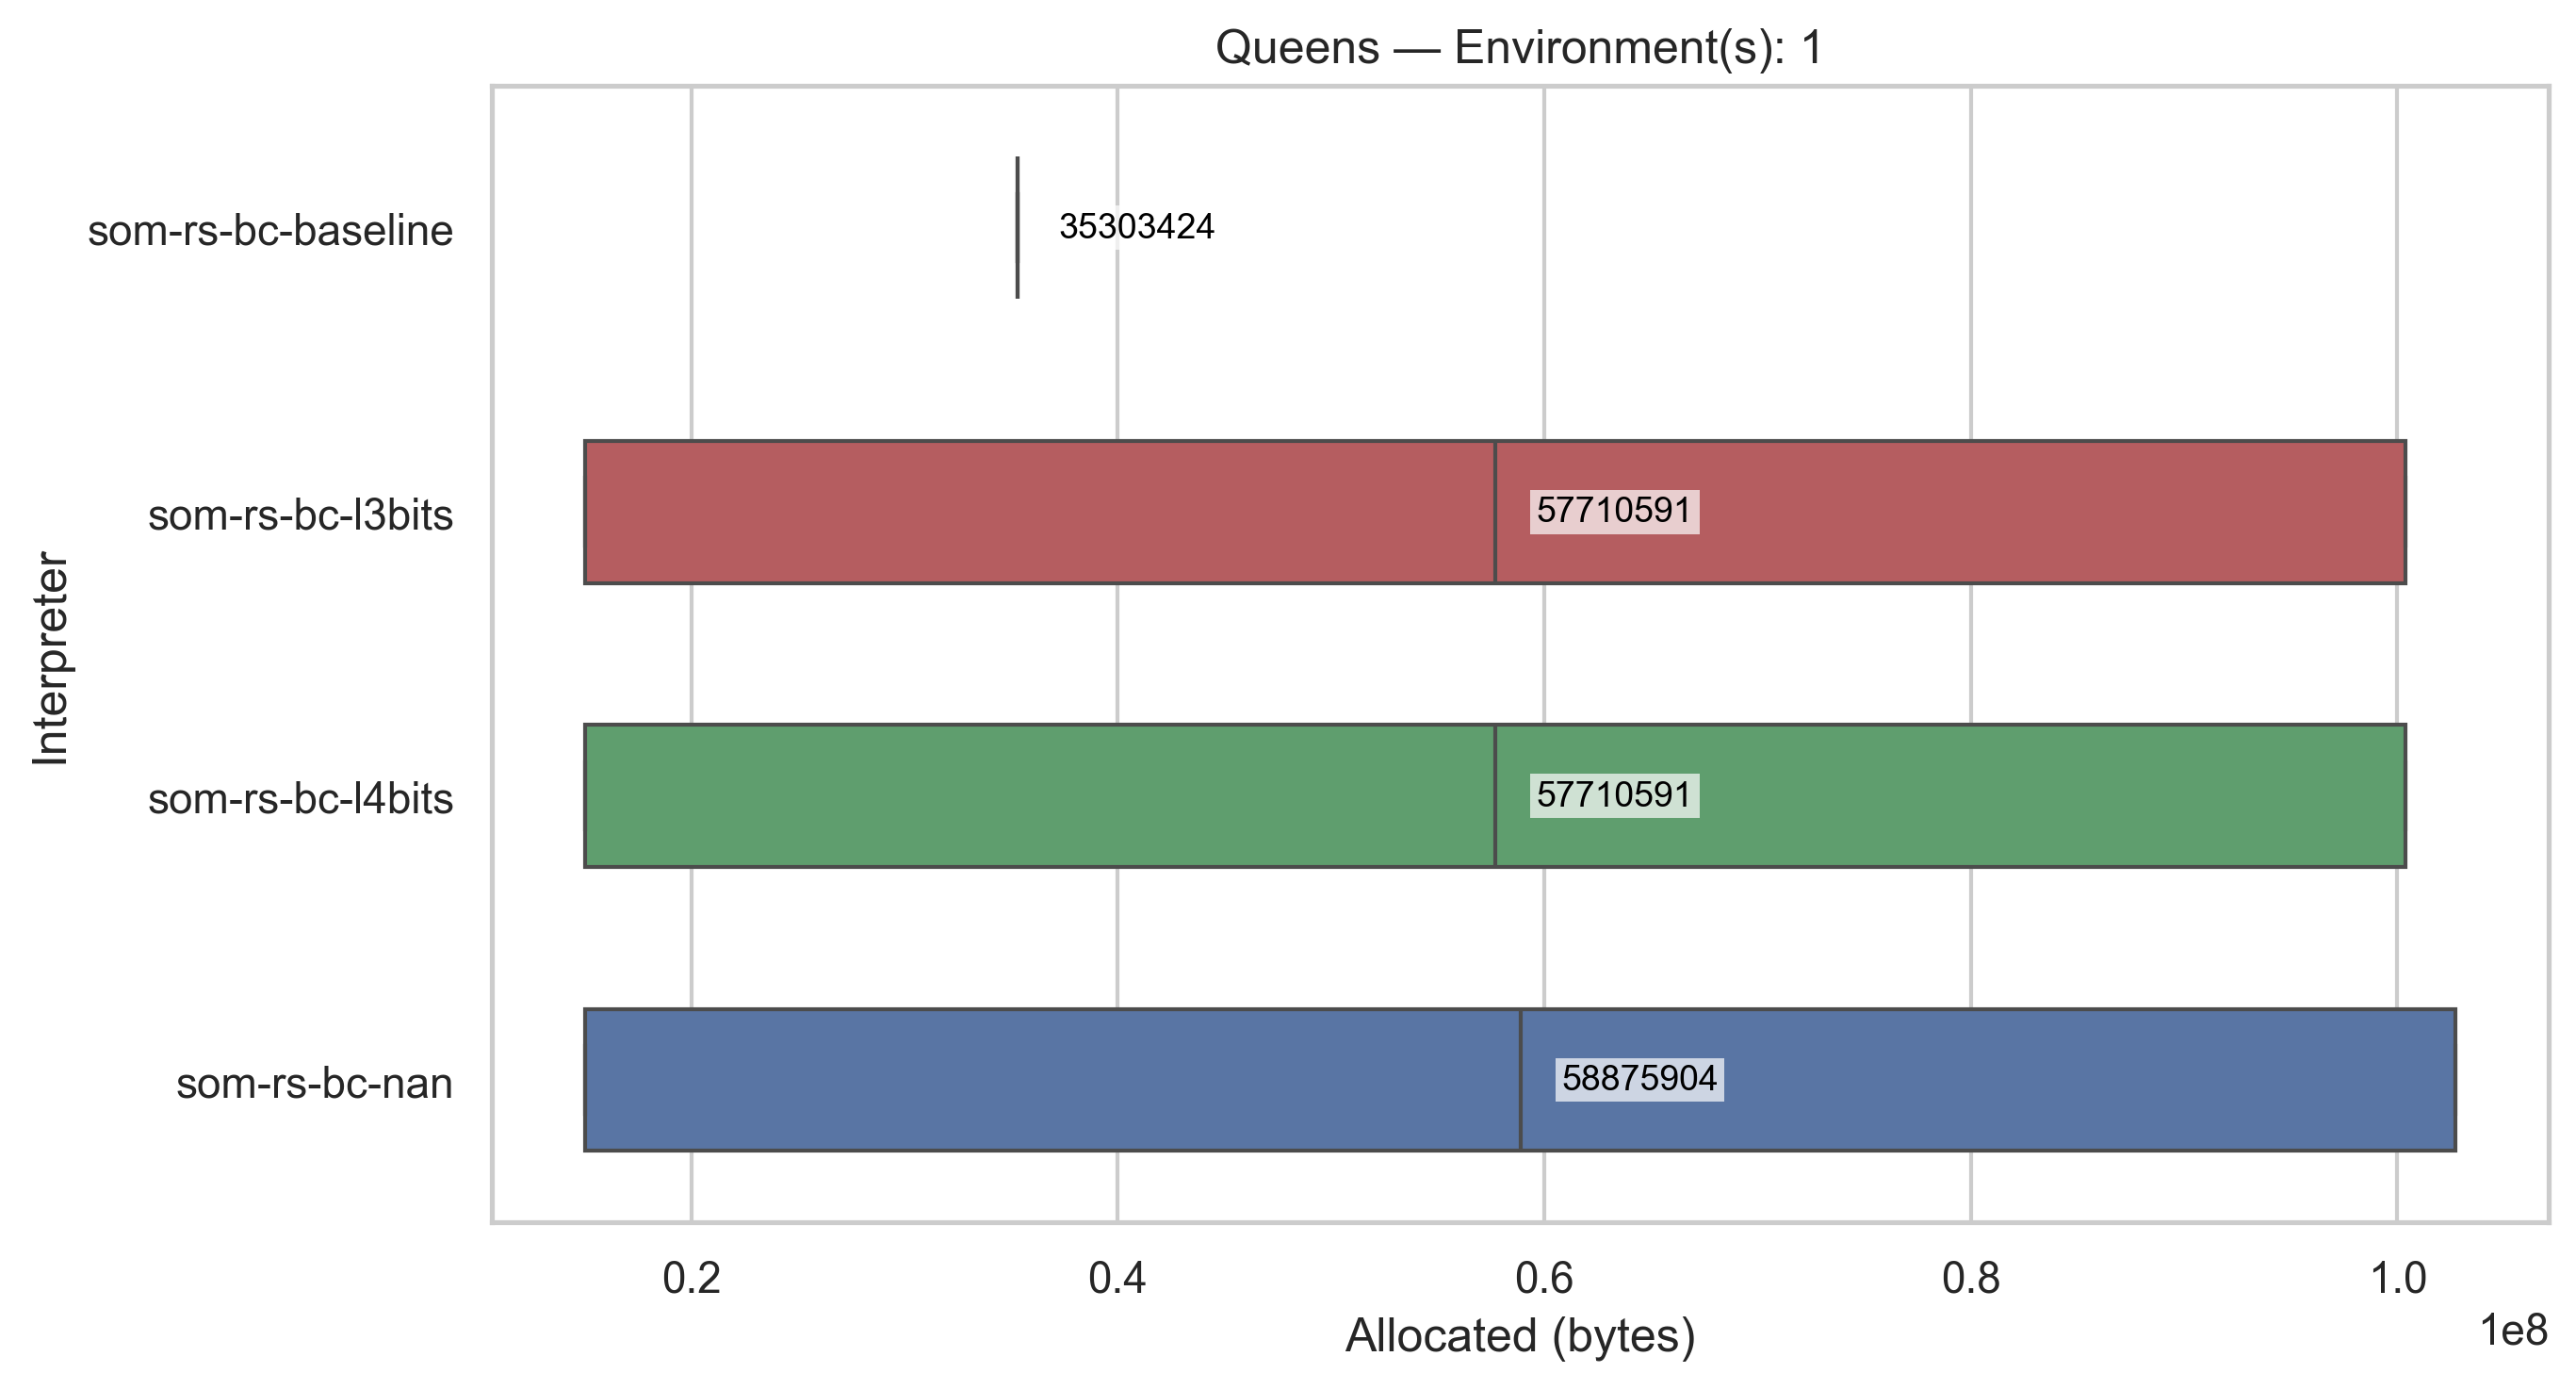 Queens — Environment(s): 1
som-rs-bc-baseline
35303424
som-rs-bc-l3bits
57710591
som-rs-bc-l4bits
57710591
som-rs-bc-nan
58875904
Interpreter
0.2 0.4 0.6 0.8 1.0
1e8
Allocated (bytes)